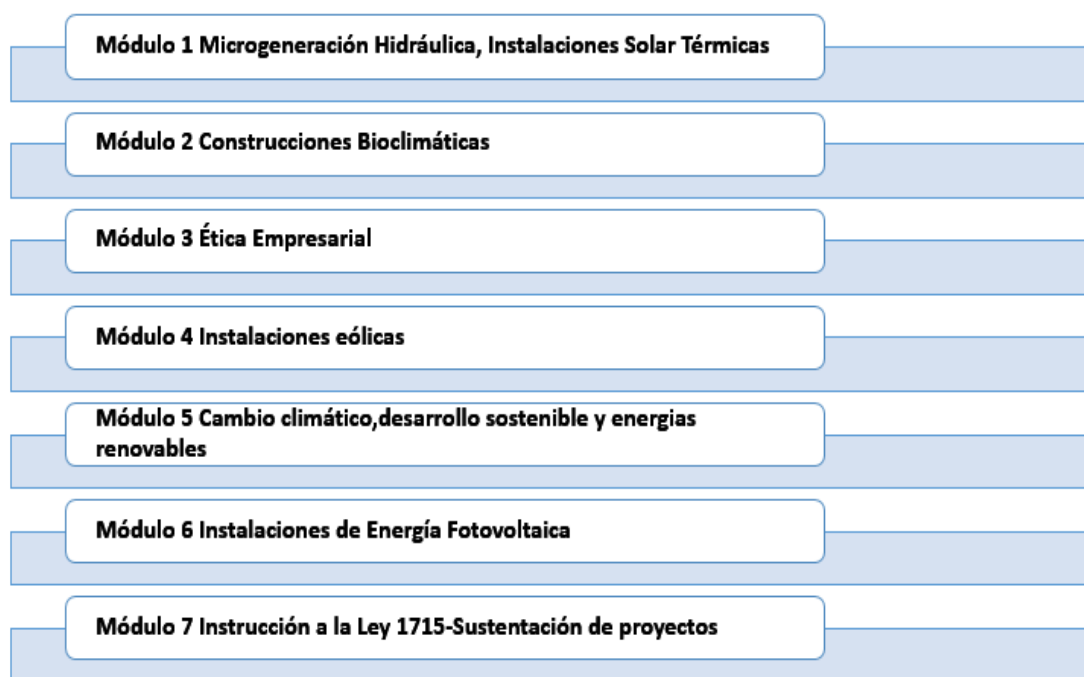 Módulo 1 Microgeneración Hidráulica, Instalaciones Solar Térmicas
Módulo 2 Construcciones Bioclimáticas
Módulo 3 Ética Empresarial
Módulo 4 Instalaciones eólicas
Módulo 5 Cambio climático,desarrollo sostenible y energias
renovables
Módulo 6 Instalaciones de Energía Fotovoltaica
Módulo 7 Instrucción a la Ley 1715-Sustentación de proyectos